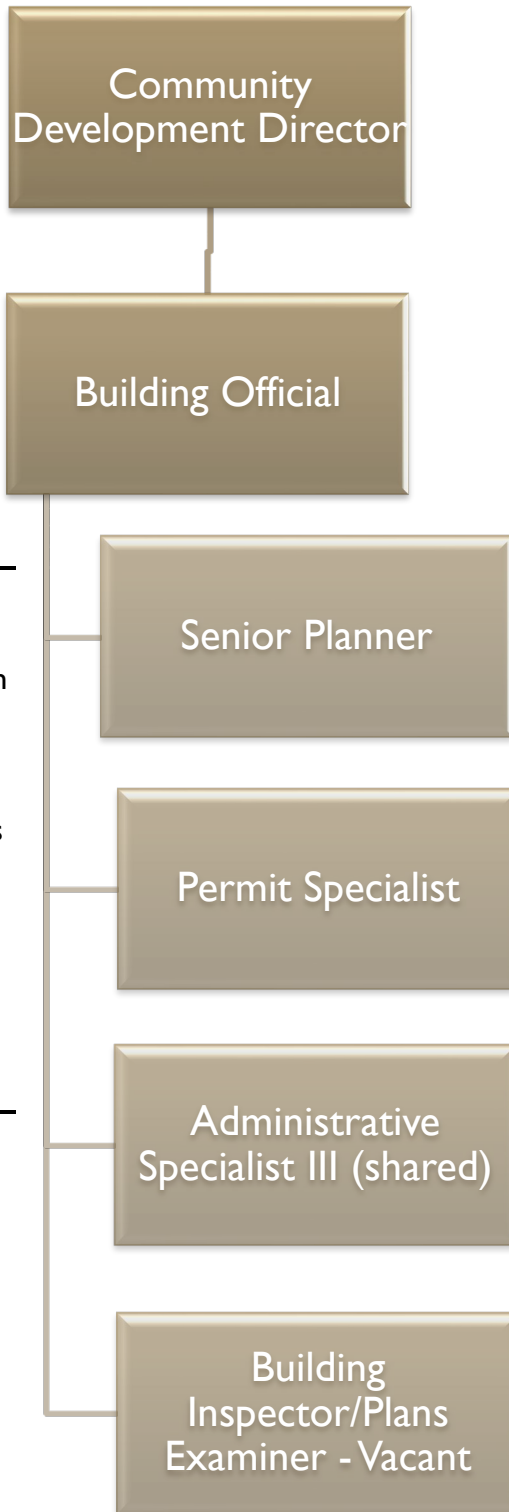 Community
Development Director
Building Official
Senior Planner
Permit Specialist
Administrative
Specialist III (shared)
Building
Inspector/Plans
Examiner - Vacant